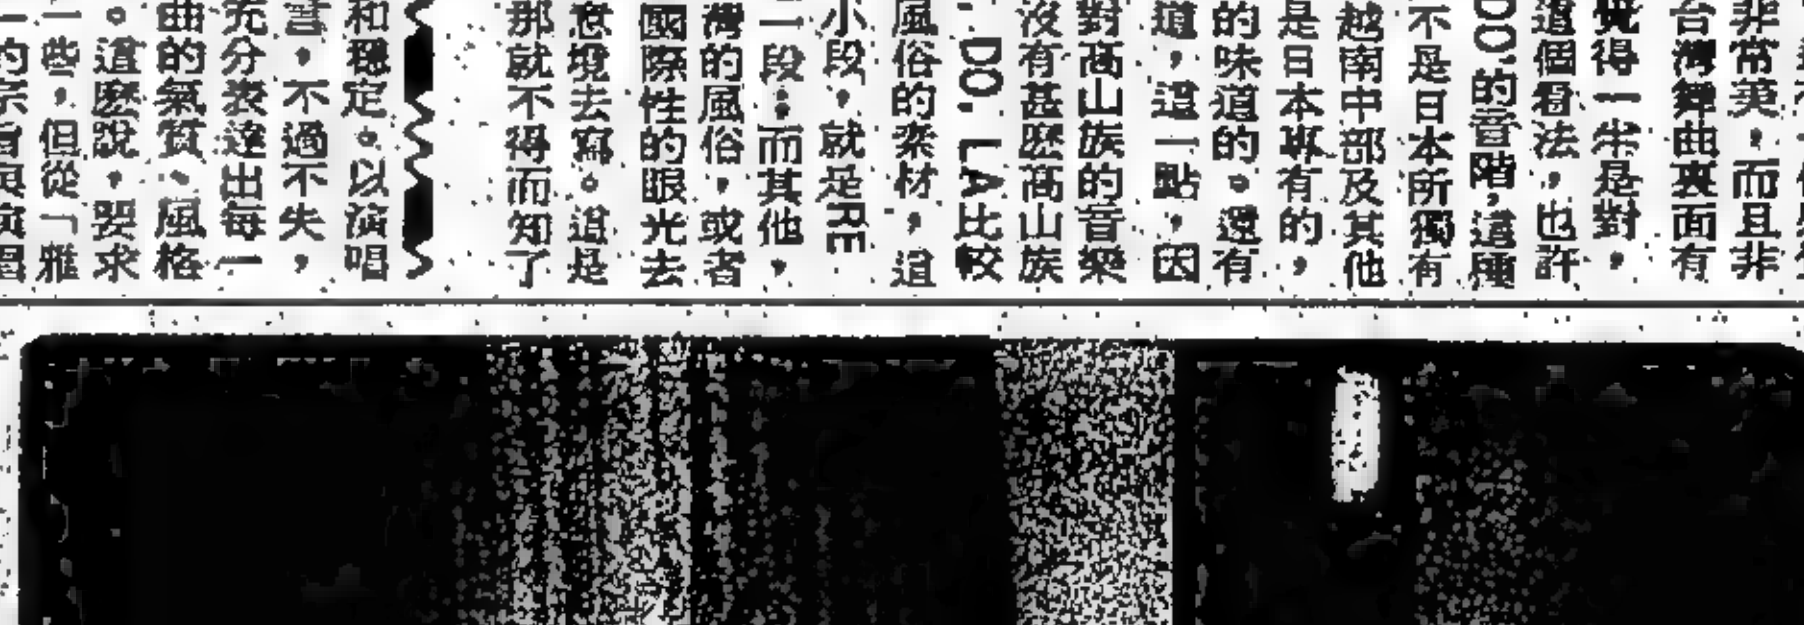 非常美，而且非
台灣舞曲裏面有
覺得一半是對，
這個看法，也許
DO'的音階，這種
不是日本所獨有
越南中部及其他
是日本專有的，
的味道的。還有
道，這一點，因
對高山族的音樂
沒有甚麼高山族
DO, LA比較
風俗的素材，這
小段，就是RE
一段；而其他，
灣的風俗，或者
國際性的眼光去
意境去寫。這是
那就不得而知了
和穩定。以演唱
言，不過不失，
充分表達出每一
曲的氣質、風格
。這麼說，要求
一些，但從「雅